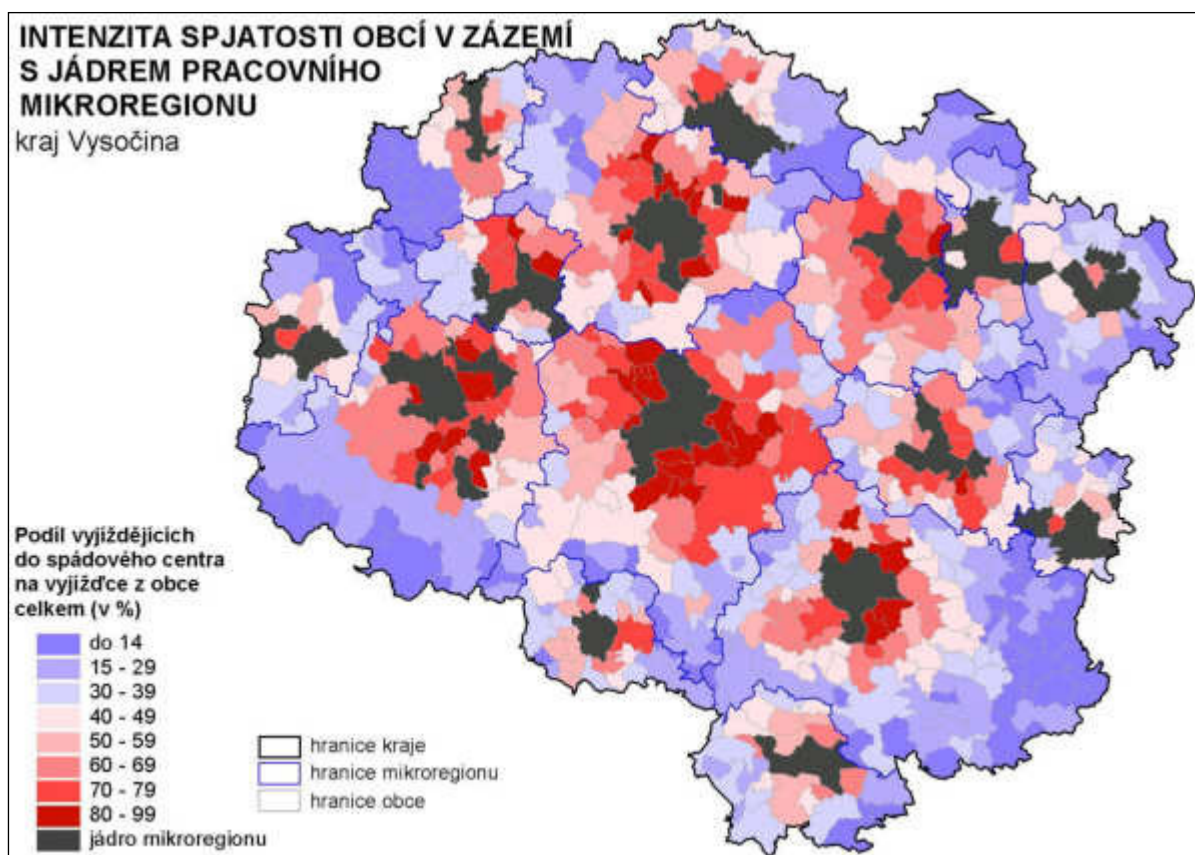 INTENZITA SPJATOSTI OBCÍ V ZÁZEMÍ
S JÁDREM PRACOVNÍHO
MIKROREGIONU
kraj Vysočina
Podíl vyjíždějících
do spádového centra
na vyjížďce z obce
celkem (v %)
do 14
15 - 29
30 - 39
40 - 49
50 - 59
60 - 69
70 - 79
80 - 99
jádro mikroregionu
hranice kraje
hranice mikroregionu
hranice obce